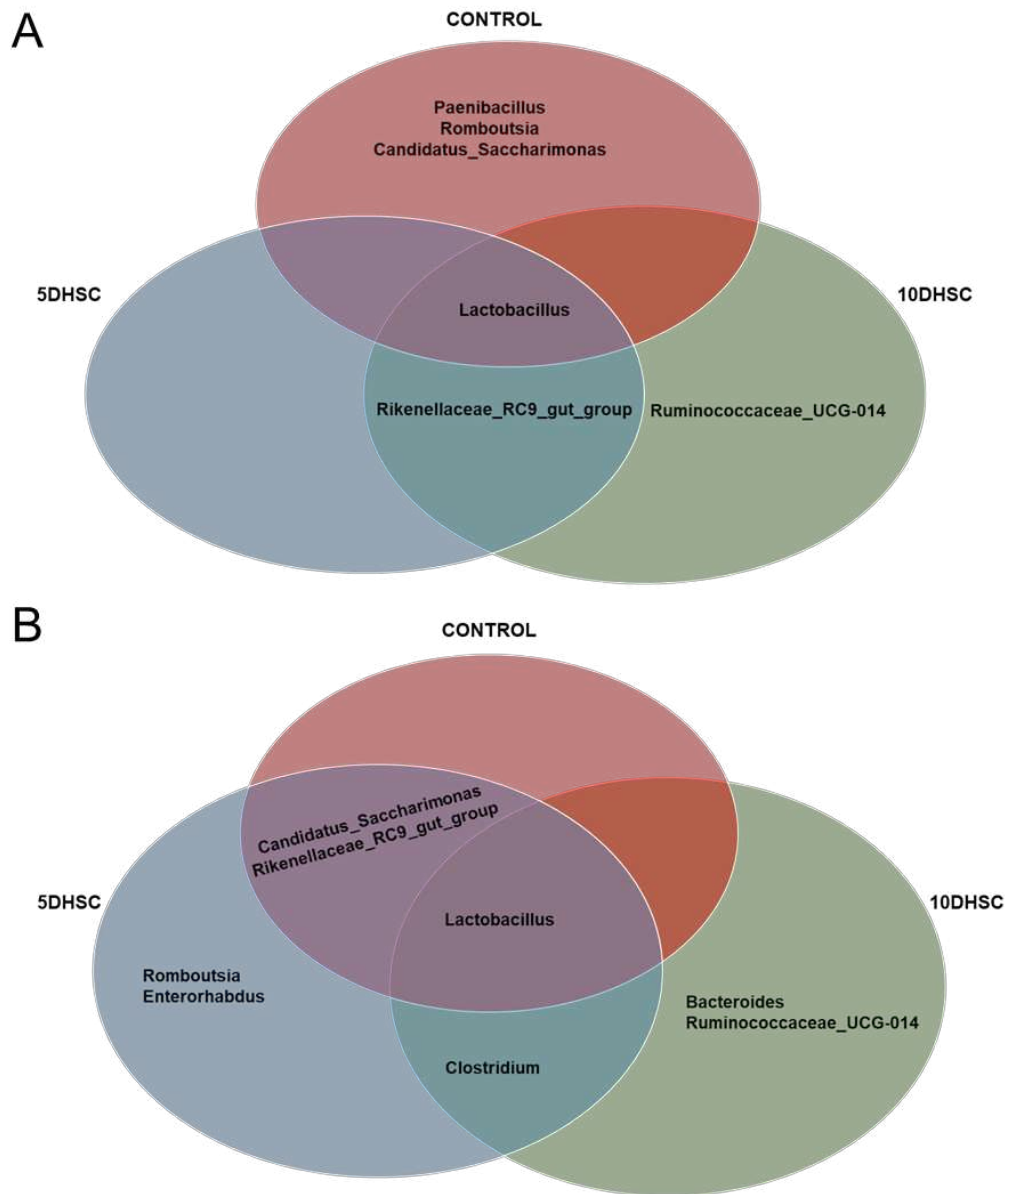 A
CONTROL
Paenibacillus
Romboutsia
Candidatus_Saccharimonas
5DHSC
10DHSC
Lactobacillus
Rikenellaceae_RC9_gut_group
Ruminococcaceae_UCG-014
B
CONTROL
Candidatus_Saccharimonas
Rikenellaceae_RC9_gut_group
5DHSC
10DHSC
Lactobacillus
Romboutsia
Enterorhabdus
Bacteroides
Ruminococcaceae_UCG-014
Clostridium